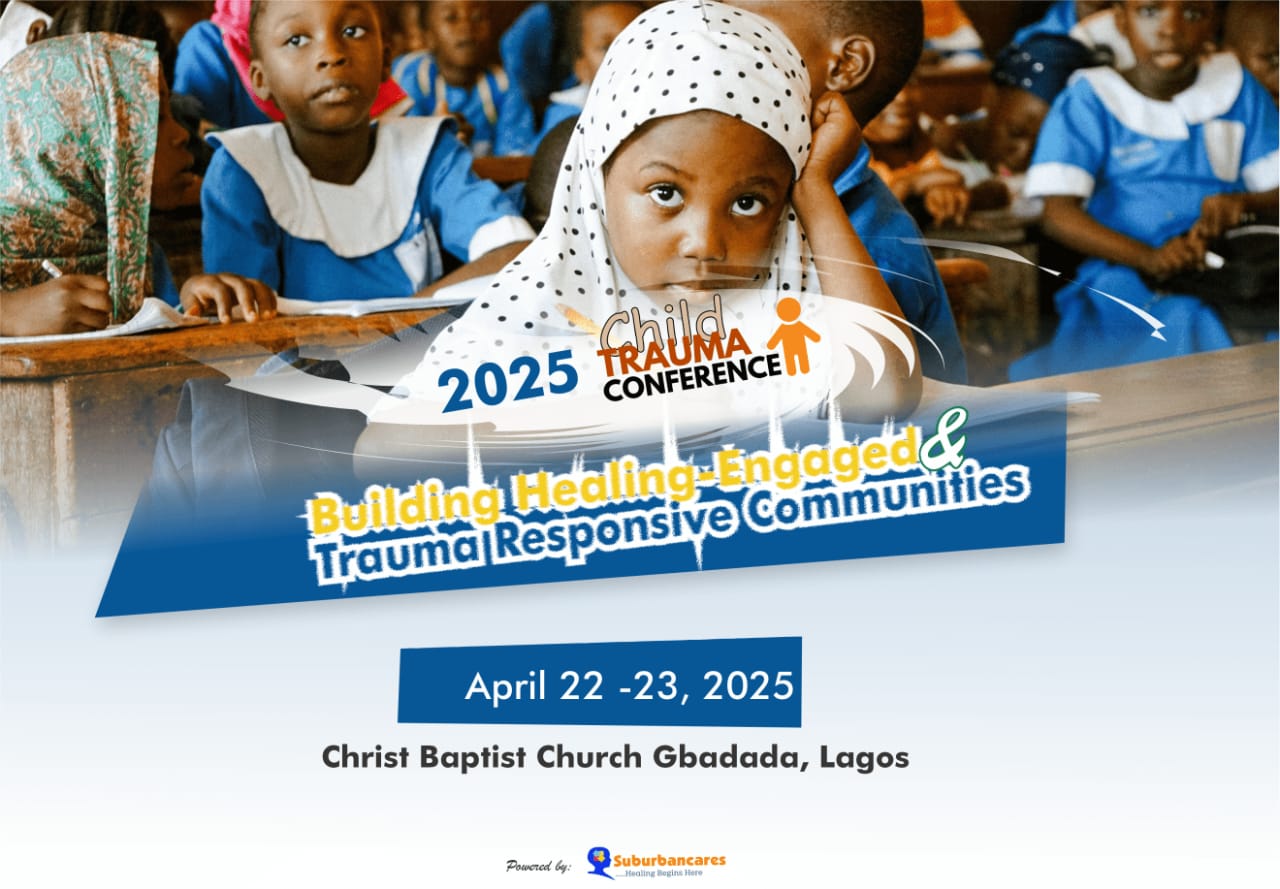 2025
Child
TRAUMA
CONFERENCE
Building Healing-Engaged &
Trauma Responsive Communities
April 22 -23, 2025
Christ Baptist Church Gbadada, Lagos
Powered by:
Suburbancares
....Healing Begins Here